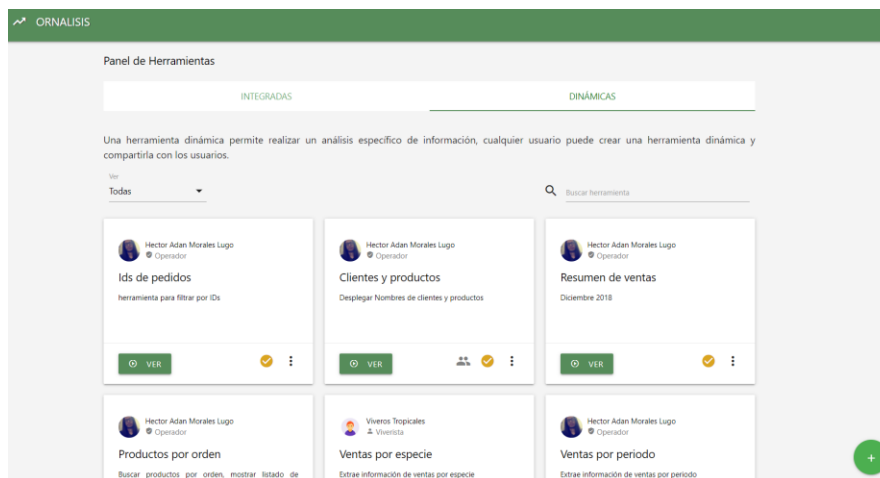 ORNALISIS
Panel de Herramientas
INTEGRADAS
DINÁMICAS
Una herramienta dinámica permite realizar un análisis específico de información, cualquier usuario puede crear una herramienta dinámica y
compartirla con los usuarios.
Ver
Todas
Buscar herramienta
Hector Adan Morales Lugo
Operador
Ids de pedidos
herramienta para filtrar por IDs
VER
Hector Adan Morales Lugo
Operador
Clientes y productos
Desplegar Nombres de clientes y productos
VER
Hector Adan Morales Lugo
Operador
Resumen de ventas
Diciembre 2018
VER
Hector Adan Morales Lugo
Operador
Productos por orden
Buscar productos por orden, mostrar listado de
Viveros Tropicales
Viverista
Ventas por especie
Extrae información de ventas por especie
Hector Adan Morales Lugo
Operador
Ventas por periodo
Extrae información de ventas por periodo